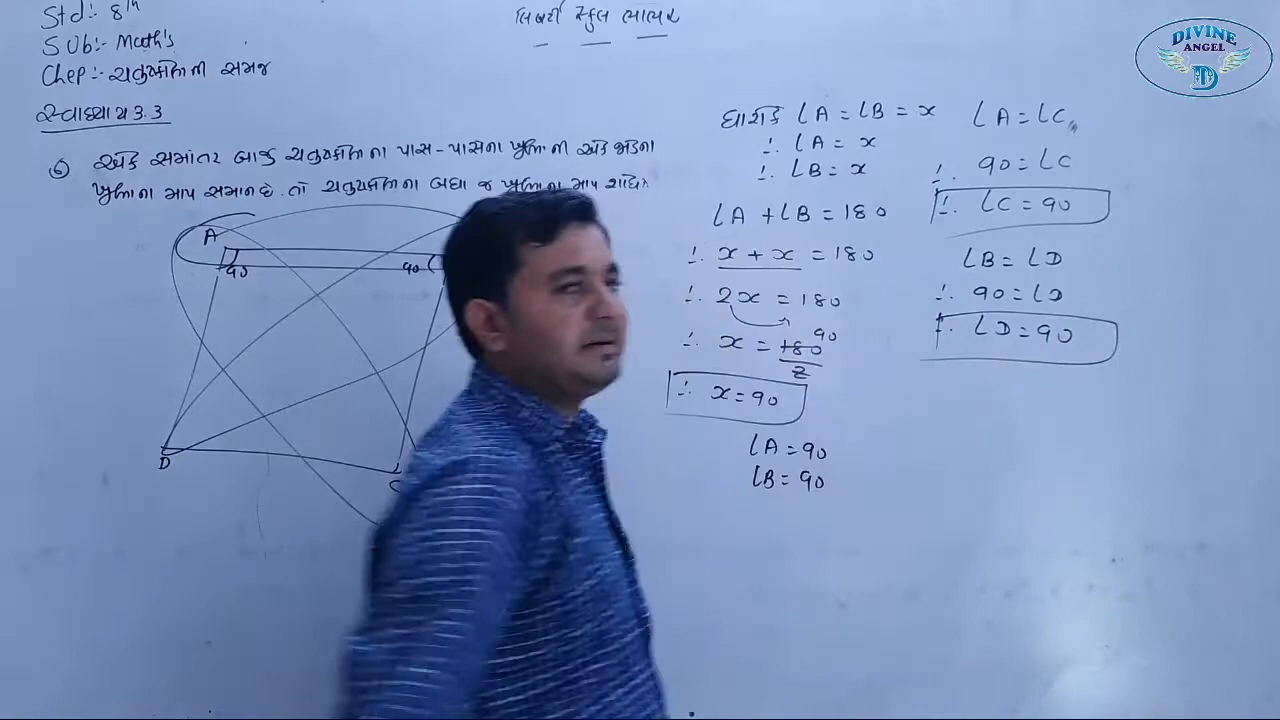 Std:- 8th
Sub:- Math's
Chep:- ચતુષ્કોણની સમજ
સ્વાધ્યાય 3.3
લિબર્ટી સ્કુલ ભાભર
DIVINE
ANGEL
D
⑥ એક સમાંતર બાજુ ચતુષ્કોણના પાસ-પાસના ખૂણાની એક જોડના
ખૂણાના માપ સમાન છે. તો ચતુષ્કોણના બધા જ ખૂણાના માપ શોધો
A
90
90
D
C
ધારોકે ∠A = ∠B = x
∴ ∠A = x
∴ ∠B = x
∠A + ∠B = 180
∴ x + x = 180
∴ 2x = 180
∴ x = 180/2 90
∴ x = 90
∠A = 90
∠B = 90
∠A = ∠C
∴ 90 = ∠C
∴ ∠C = 90
∠B = ∠D
∴ 90 = ∠D
∴ ∠D = 90